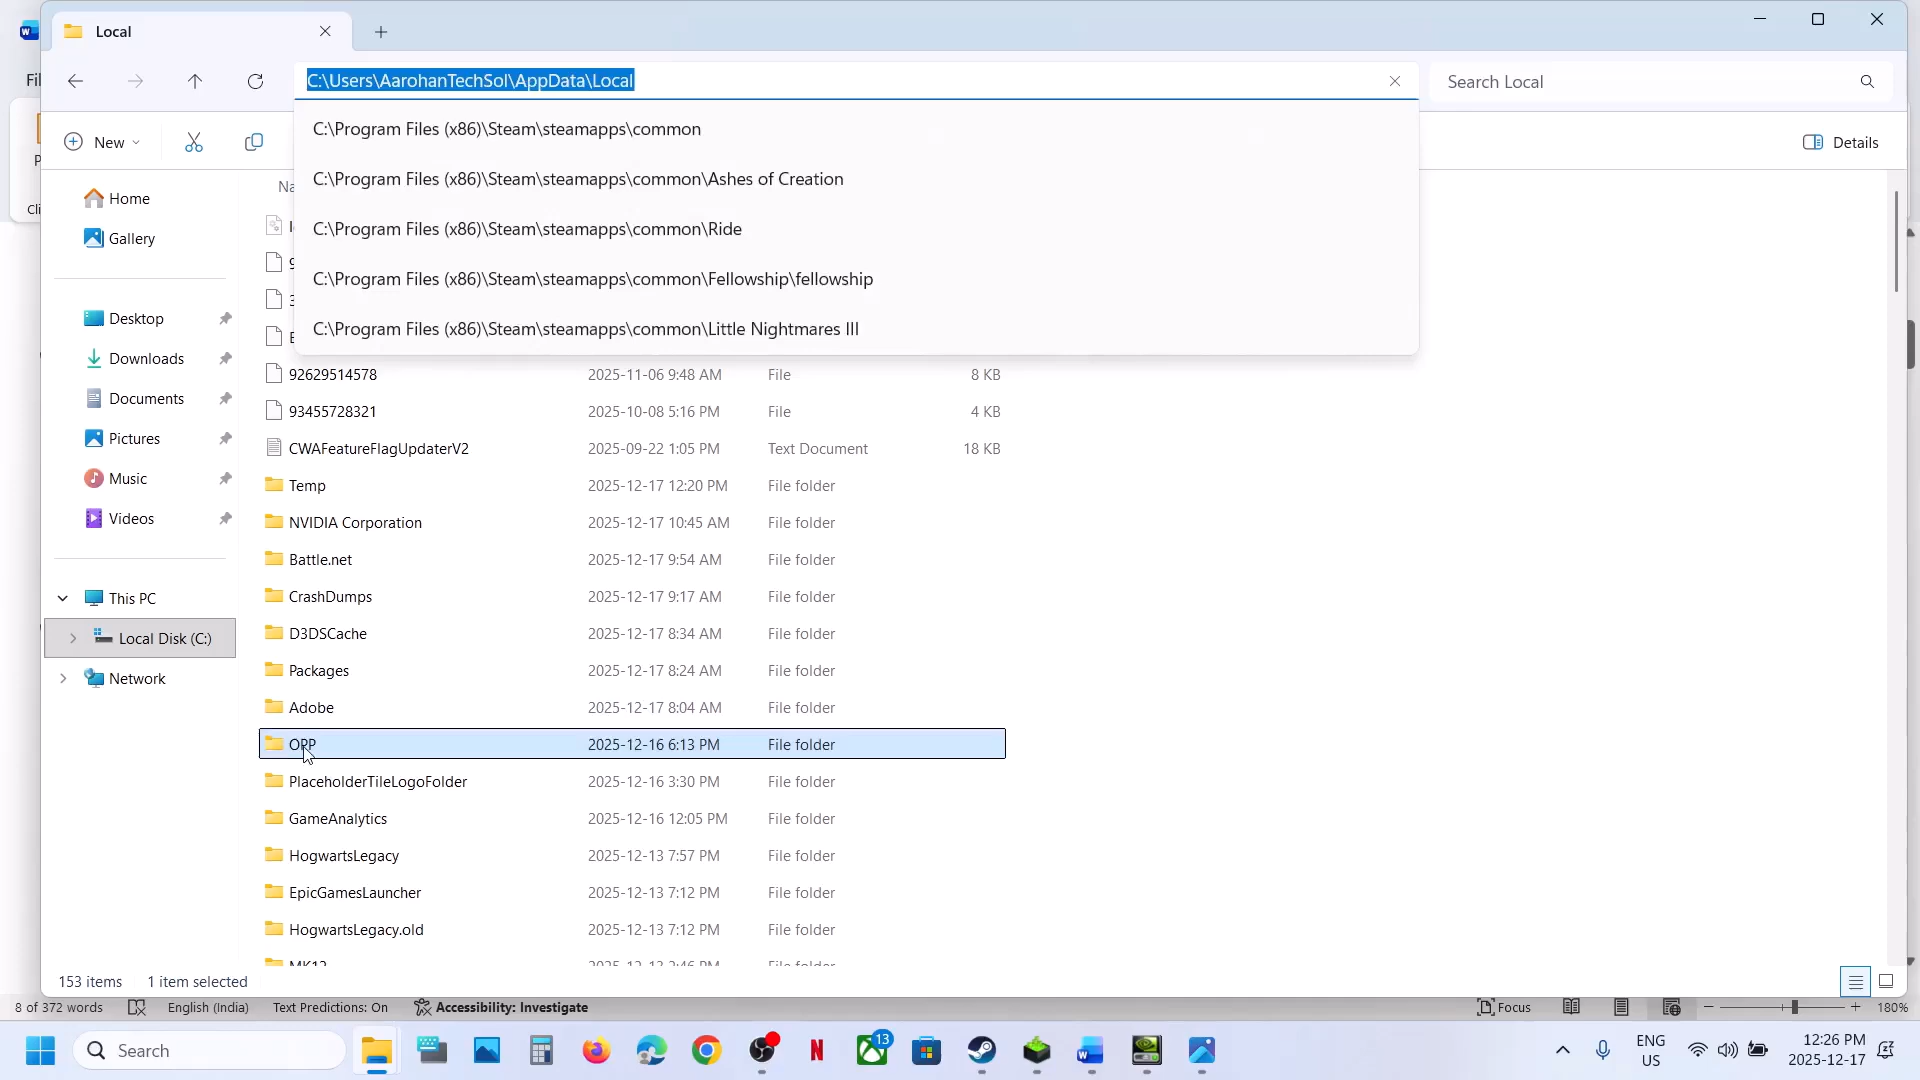 Local
Fil
C:\Users\AarohanTechSol\AppData\Local
Search Local
New
Details
C:\Program Files (x86)\Steam\steamapps\common
C:\Program Files (x86)\Steam\steamapps\common\Ashes of Creation
C:\Program Files (x86)\Steam\steamapps\common\Ride
C:\Program Files (x86)\Steam\steamapps\common\Fellowship\fellowship
C:\Program Files (x86)\Steam\steamapps\common\Little Nightmares III
Home
Gallery
Desktop
Downloads
Documents
Pictures
Music
Videos
This PC
Local Disk (C:)
Network
92629514578 2025-11-06 9:48 AM File 8 KB
93455728321 2025-10-08 5:16 PM File 4 KB
CWAFeatureFlagUpdaterV2 2025-09-22 1:05 PM Text Document 18 KB
Temp 2025-12-17 12:20 PM File folder
NVIDIA Corporation 2025-12-17 10:45 AM File folder
Battle.net 2025-12-17 9:54 AM File folder
CrashDumps 2025-12-17 9:17 AM File folder
D3DSCache 2025-12-17 8:34 AM File folder
Packages 2025-12-17 8:24 AM File folder
Adobe 2025-12-17 8:04 AM File folder
OPP 2025-12-16 6:13 PM File folder
PlaceholderTileLogoFolder 2025-12-16 3:30 PM File folder
GameAnalytics 2025-12-16 12:05 PM File folder
HogwartsLegacy 2025-12-13 7:57 PM File folder
EpicGamesLauncher 2025-12-13 7:12 PM File folder
HogwartsLegacy.old 2025-12-13 7:12 PM File folder
MK12 2025-12-13 2:46 PM File folder
153 items 1 item selected
8 of 372 words English (India) Text Predictions: On Accessibility: Investigate Focus 180%
Search
13
ENG
US
12:26 PM
2025-12-17